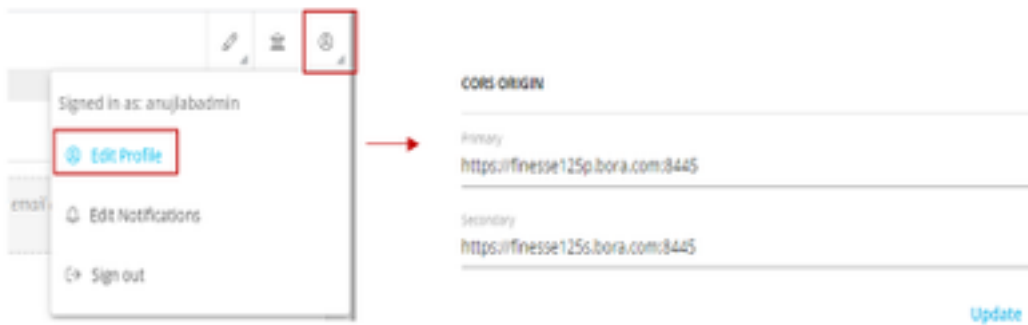 Signed in as: anujlabadmin
Edit Profile
email
Edit Notifications
Sign out
CORS ORIGIN
Primary
https://finesse125p.bora.com:8445
Secondary
https://finesse125s.bora.com:8445
Update